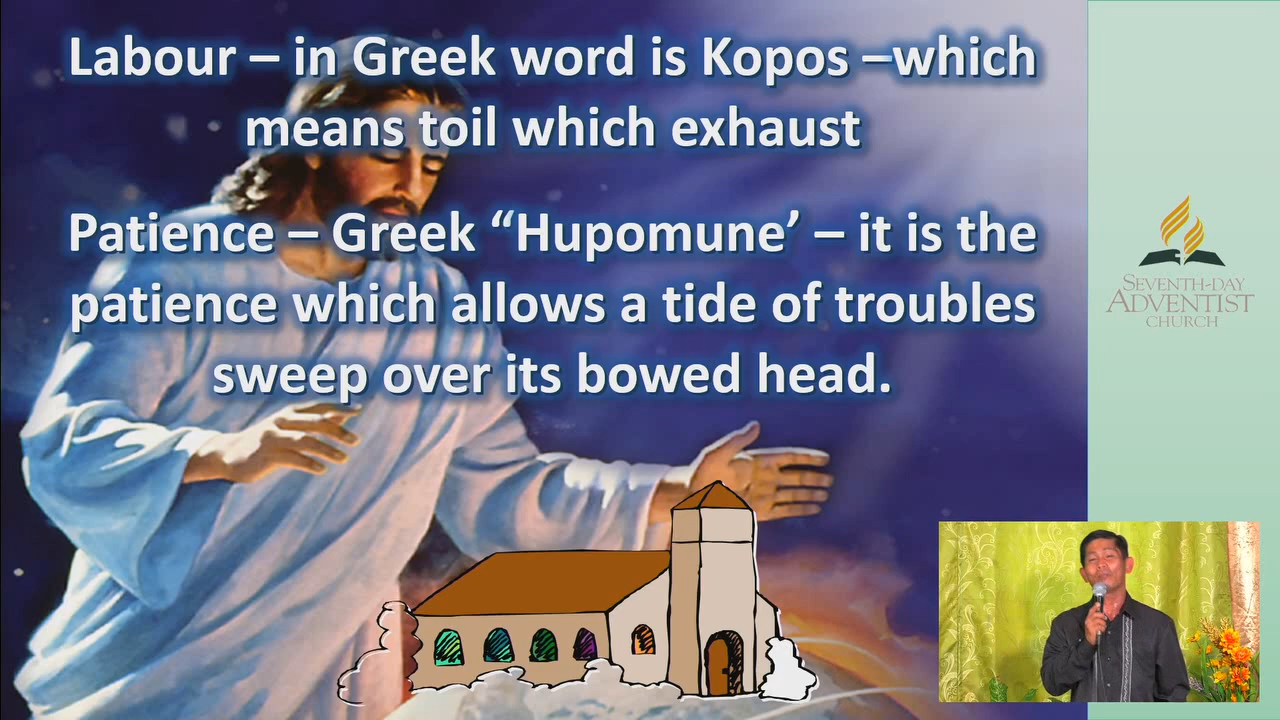 Labour – in Greek word is Kopos –which
means toil which exhaust
Patience – Greek “Hupomune’ – it is the
patience which allows a tide of troubles
sweep over its bowed head.
SEVENTH-DAY
ADVENTIST
CHURCH